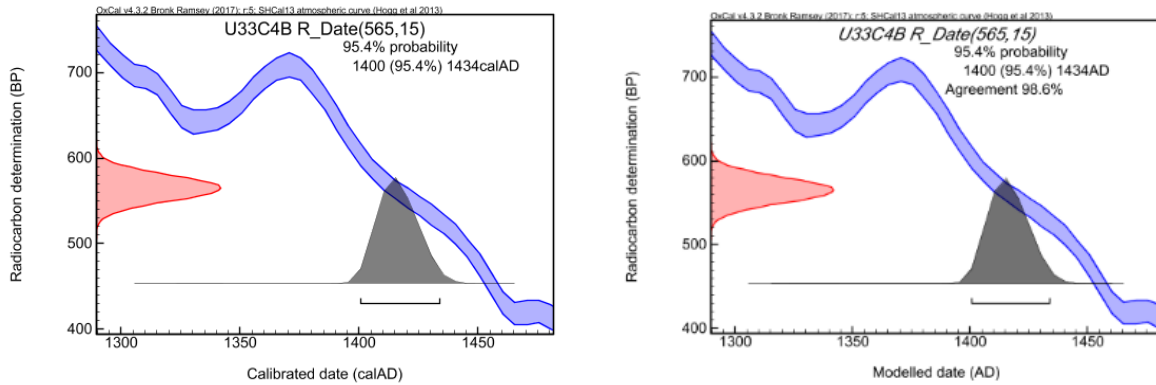 OxCal v4.3.2 Bronk Ramsey (2017); r:5; SHCal13 atmospheric curve (Hogg et al 2013)
U33C4B R_Date(565,15)
95.4% probability
1400 (95.4%) 1434calAD
Radiocarbon determination (BP)
700
600
500
400
1300
1350
1400
1450
Calibrated date (calAD)
OxCal v4.3.2 Bronk Ramsey (2017); r:5; SHCal13 atmospheric curve (Hogg et al 2013)
U33C4B R_Date(565,15)
95.4% probability
1400 (95.4%) 1434AD
Agreement 98.6%
Radiocarbon determination (BP)
700
600
500
400
1300
1350
1400
1450
Modelled date (AD)